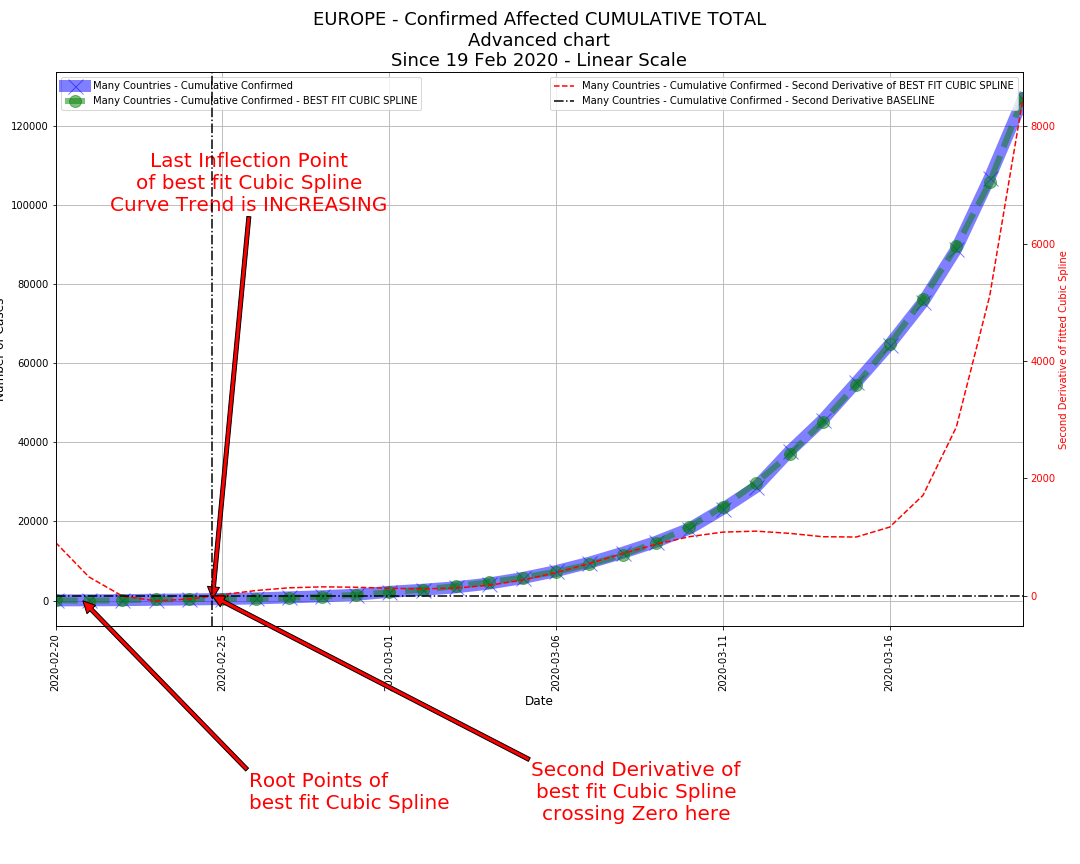 EUROPE - Confirmed Affected CUMULATIVE TOTAL
Advanced chart
Since 19 Feb 2020 - Linear Scale
Many Countries - Cumulative Confirmed
Many Countries - Cumulative Confirmed - BEST FIT CUBIC SPLINE
Many Countries - Cumulative Confirmed - Second Derivative of BEST FIT CUBIC SPLINE
Many Countries - Cumulative Confirmed - Second Derivative BASELINE
Last Inflection Point
of best fit Cubic Spline
Curve Trend is INCREASING
120000
100000
80000
60000
40000
20000
0
Number of Cases
8000
6000
4000
2000
0
Second Derivative of fitted Cubic Spline
2020-02-20
2020-02-25
2020-03-01
2020-03-06
2020-03-11
2020-03-16
Date
Root Points of
best fit Cubic Spline
Second Derivative of
best fit Cubic Spline
crossing Zero here